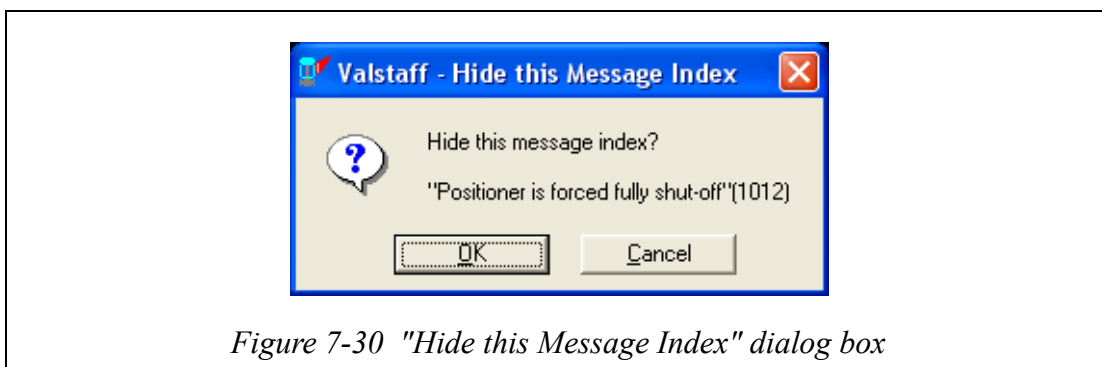 Valstaff - Hide this Message Index
Hide this message index?
"Positioner is forced fully shut-off"(1012)
OK
Cancel
Figure 7-30 "Hide this Message Index" dialog box